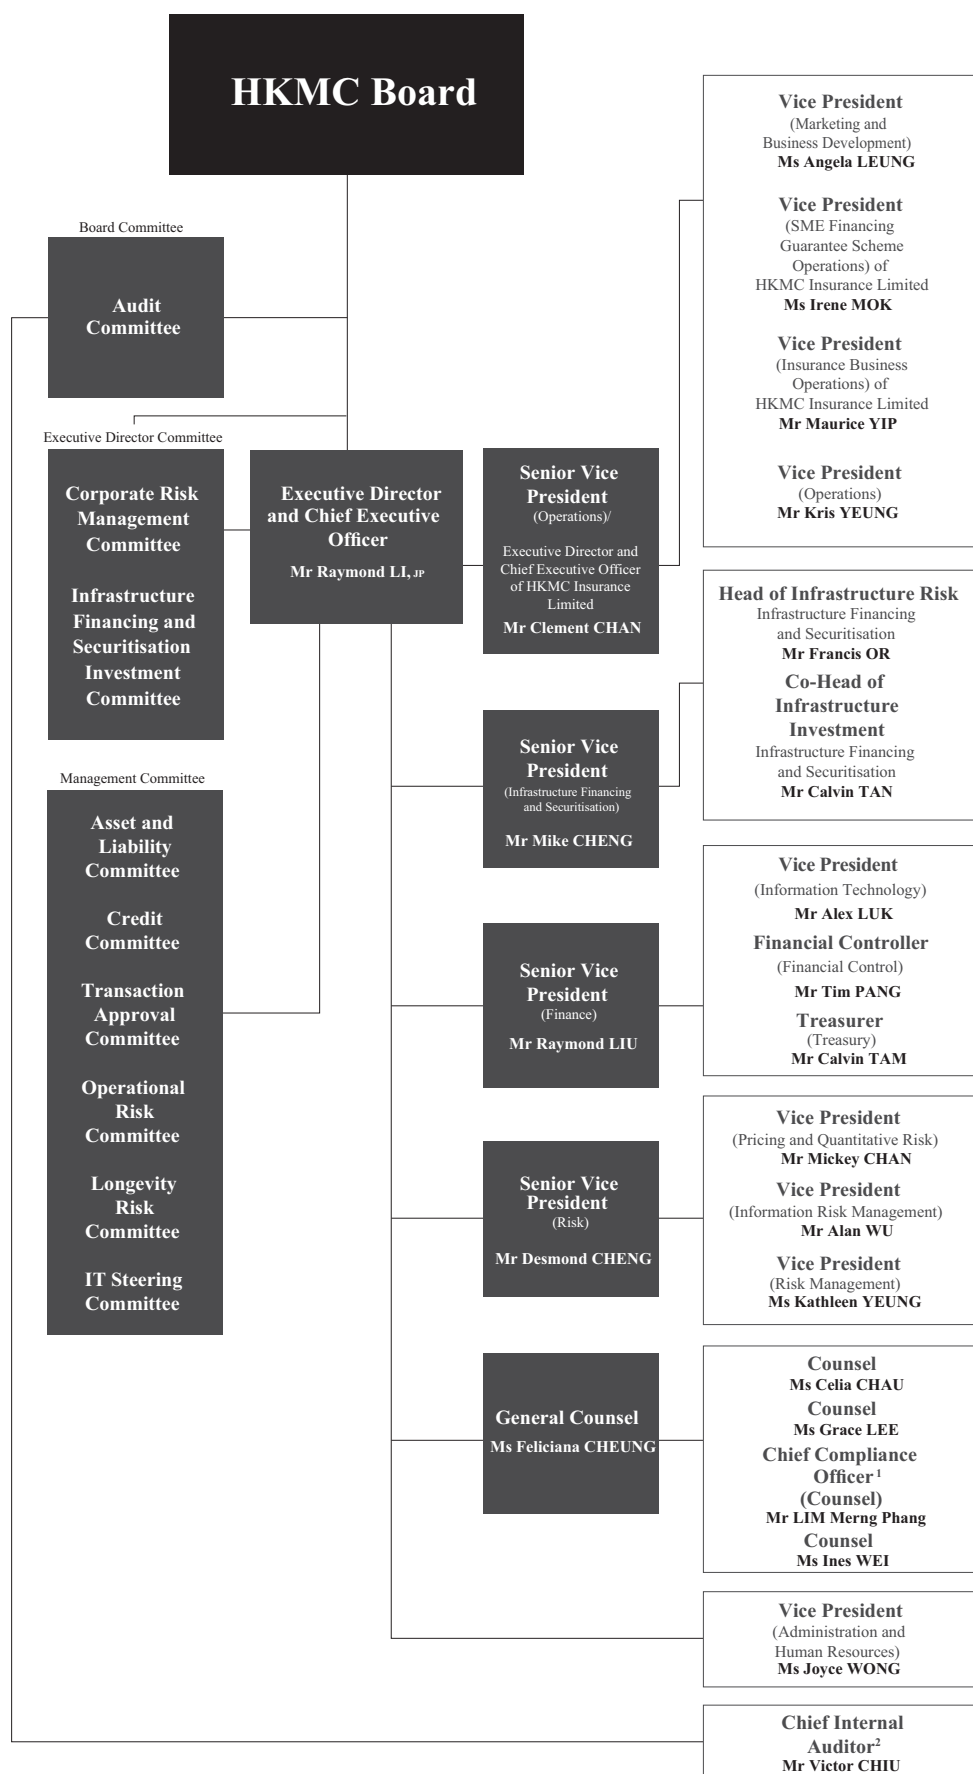 HKMC Board
Board Committee
Audit
Committee
Executive Director Committee
Corporate Risk
Management
Committee
Infrastructure
Financing and
Securitisation
Investment
Committee
Executive Director
and Chief Executive
Officer
Mr Raymond LI, JP
Management Committee
Asset and
Liability
Committee
Credit
Committee
Transaction
Approval
Committee
Operational
Risk
Committee
Longevity
Risk
Committee
IT Steering
Committee
Senior Vice
President
(Operations)/
Executive Director and
Chief Executive Officer
of HKMC Insurance
Limited
Mr Clement CHAN
Vice President
(Marketing and
Business Development)
Ms Angela LEUNG
Vice President
(SME Financing
Guarantee Scheme
Operations) of
HKMC Insurance Limited
Ms Irene MOK
Vice President
(Insurance Business
Operations) of
HKMC Insurance Limited
Mr Maurice YIP
Vice President
(Operations)
Mr Kris YEUNG
Senior Vice
President
(Infrastructure Financing
and Securitisation)
Mr Mike CHENG
Head of Infrastructure Risk
Infrastructure Financing
and Securitisation
Mr Francis OR
Co-Head of
Infrastructure
Investment
Infrastructure Financing
and Securitisation
Mr Calvin TAN
Senior Vice
President
(Finance)
Mr Raymond LIU
Vice President
(Information Technology)
Mr Alex LUK
Financial Controller
(Financial Control)
Mr Tim PANG
Treasurer
(Treasury)
Mr Calvin TAM
Senior Vice
President
(Risk)
Mr Desmond CHENG
Vice President
(Pricing and Quantitative Risk)
Mr Mickey CHAN
Vice President
(Information Risk Management)
Mr Alan WU
Vice President
(Risk Management)
Ms Kathleen YEUNG
General Counsel
Ms Feliciana CHEUNG
Counsel
Ms Celia CHAU
Counsel
Ms Grace LEE
Chief Compliance
Officer¹
(Counsel)
Mr LIM Merng Phang
Counsel
Ms Ines WEI
Vice President
(Administration and
Human Resources)
Ms Joyce WONG
Chief Internal
Auditor²
Mr Victor CHIU